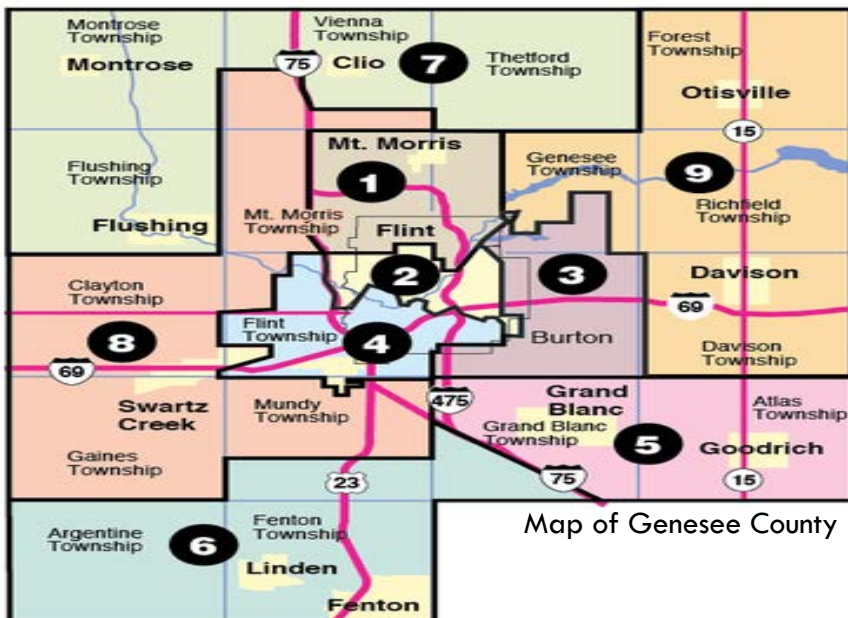 Montrose
Township
Montrose
Vienna
Township
75
Clio
7
Thetford
Township
Forest
Township
Otisville
15
Flushing
Township
Flushing
Mt. Morris
1
Mt. Morris
Township
Flint
Genesee
Township
9
Richfield
Township
Clayton
Township
8
69
Flint
Township
2
4
3
Burton
Davison
69
Davison
Township
Swartz
Creek
Gaines
Township
Mundy
Township
475
Grand
Blanc
Grand Blanc
Township
5
Atlas
Township
Goodrich
15
75
23
Argentine
Township
6
Fenton
Township
Linden
Fenton
Map of Genesee County